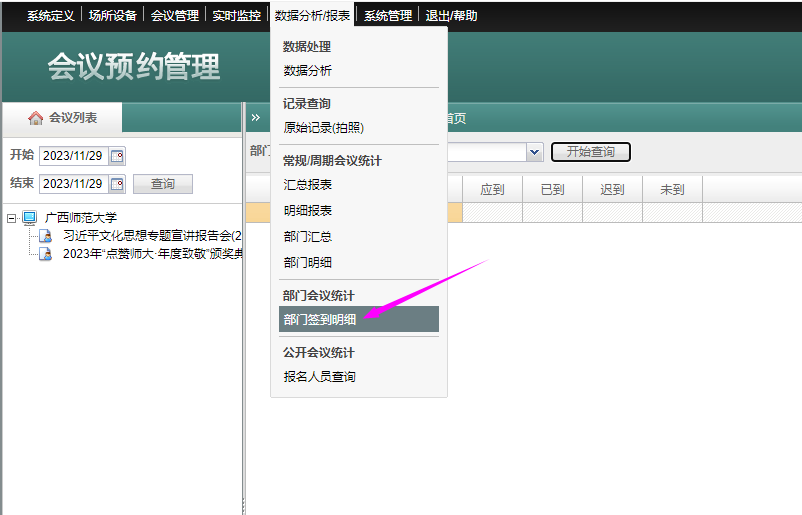 系统定义 场所设备 会议管理 实时监控 数据分析/报表 系统管理 退出/帮助
会议预约管理
会议列表
开始 2023/11/29
结束 2023/11/29 查询
广西师范大学
习近平文化思想专题宣讲报告会(2
2023年“点赞师大·年度致敬”颁奖典
数据处理
数据分析
记录查询
原始记录(拍照)
常规/周期会议统计
汇总报表
明细报表
部门汇总
部门明细
部门会议统计
部门签到明细
公开会议统计
报名人员查询
» 首页
部门 开始查询
应到 已到 迟到 未到